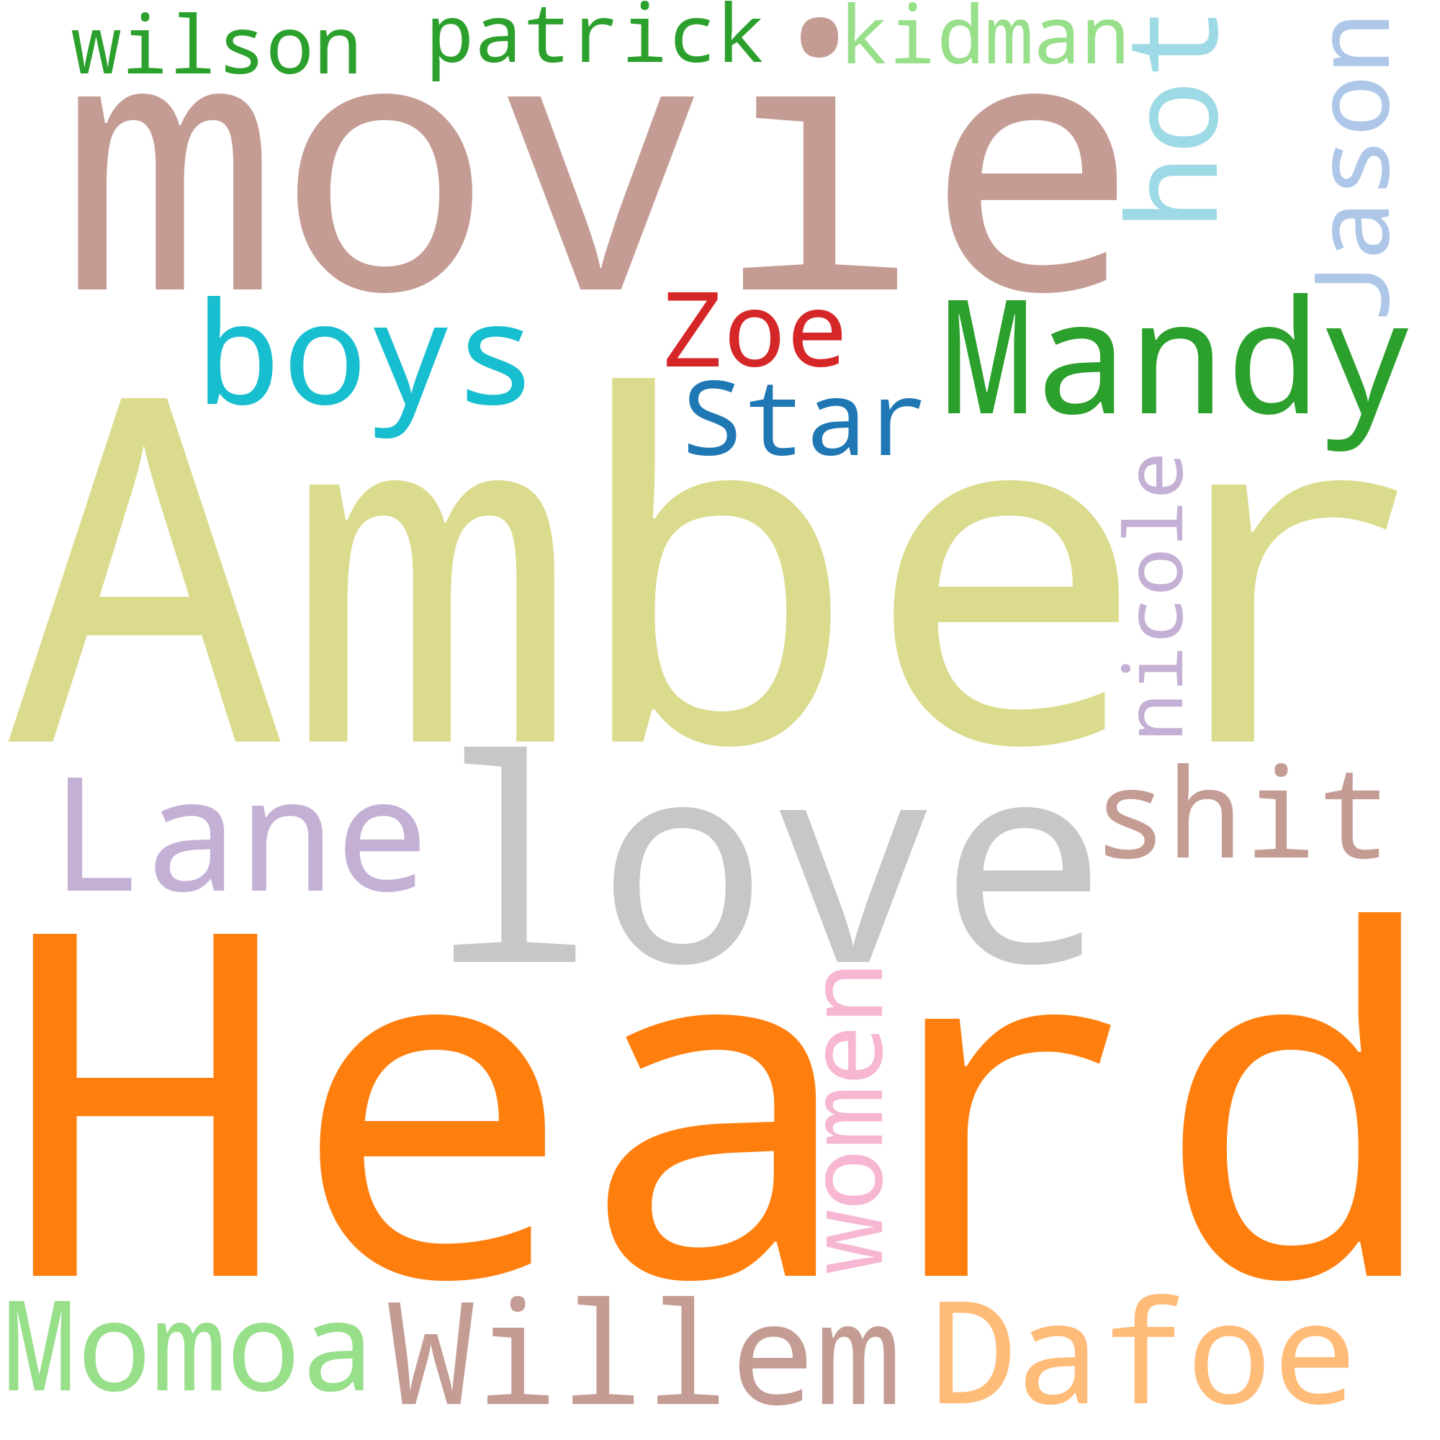 wilson patrick kidman
movie
hot
Jason
boys
Zoe
Star
Mandy
Amber
nicole
Lane
love
shit
Heard
women
Momoa Willem Dafoe